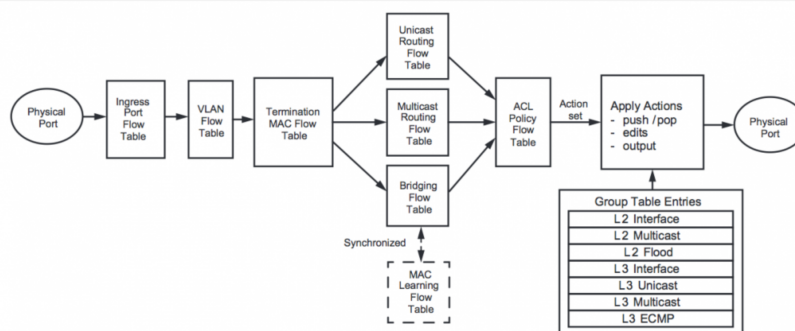 Physical
Port
Ingress
Port
Flow
Table
VLAN
Flow
Table
Termination
MAC Flow
Table
Unicast
Routing
Flow
Table
Multicast
Routing
Flow
Table
Bridging
Flow
Table
Synchronized
MAC
Learning
Flow
Table
ACL
Policy
Flow
Table
Action
set
Apply Actions
- push /pop
- edits
- output
Physical
Port
Group Table Entries
L2 Interface
L2 Multicast
L2 Flood
L3 Interface
L3 Unicast
L3 Multicast
L3 ECMP